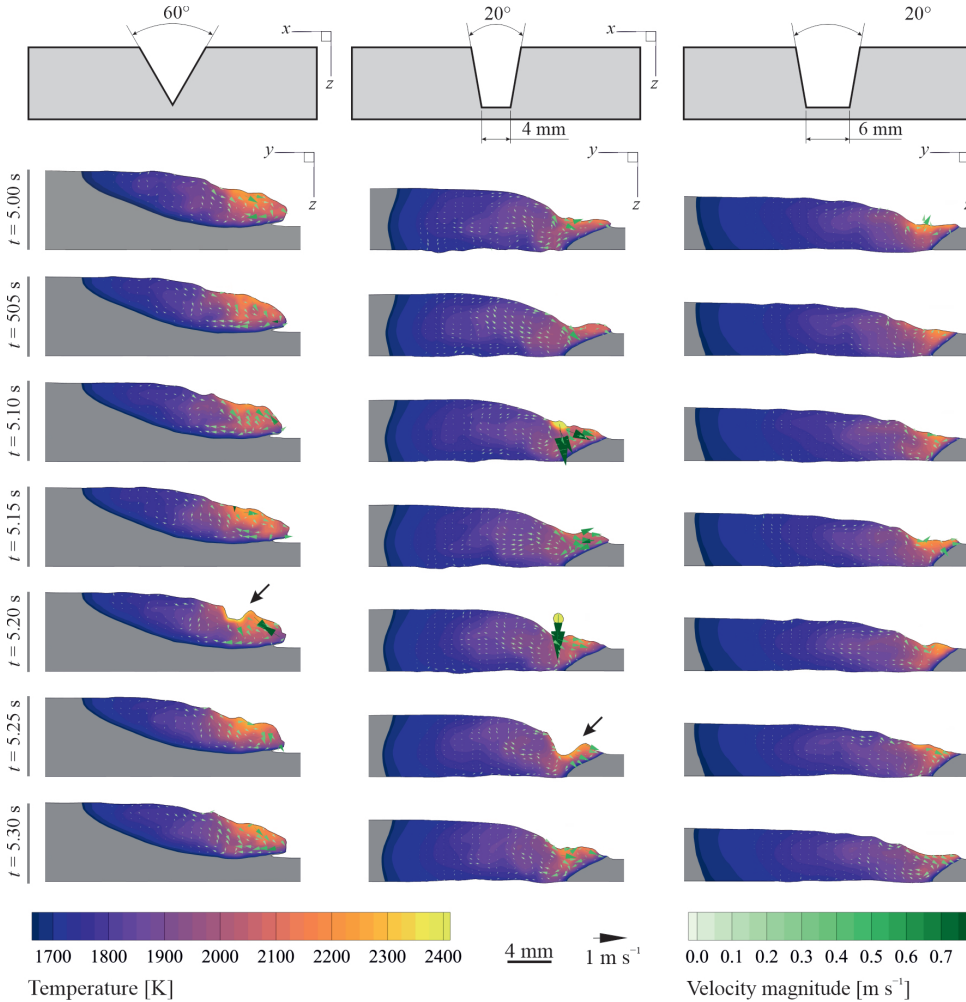 60° 20° 20°
x x
z z
4 mm 6 mm
y y
z z z
t = 5.00 s
t = 505 s
t = 5.10 s
t = 5.15 s
t = 5.20 s
t = 5.25 s
t = 5.30 s
1700 1800 1900 2000 2100 2200 2300 2400
Temperature [K]
4 mm
1 m s⁻¹
0.0 0.1 0.2 0.3 0.4 0.5 0.6 0.7
Velocity magnitude [m s⁻¹]